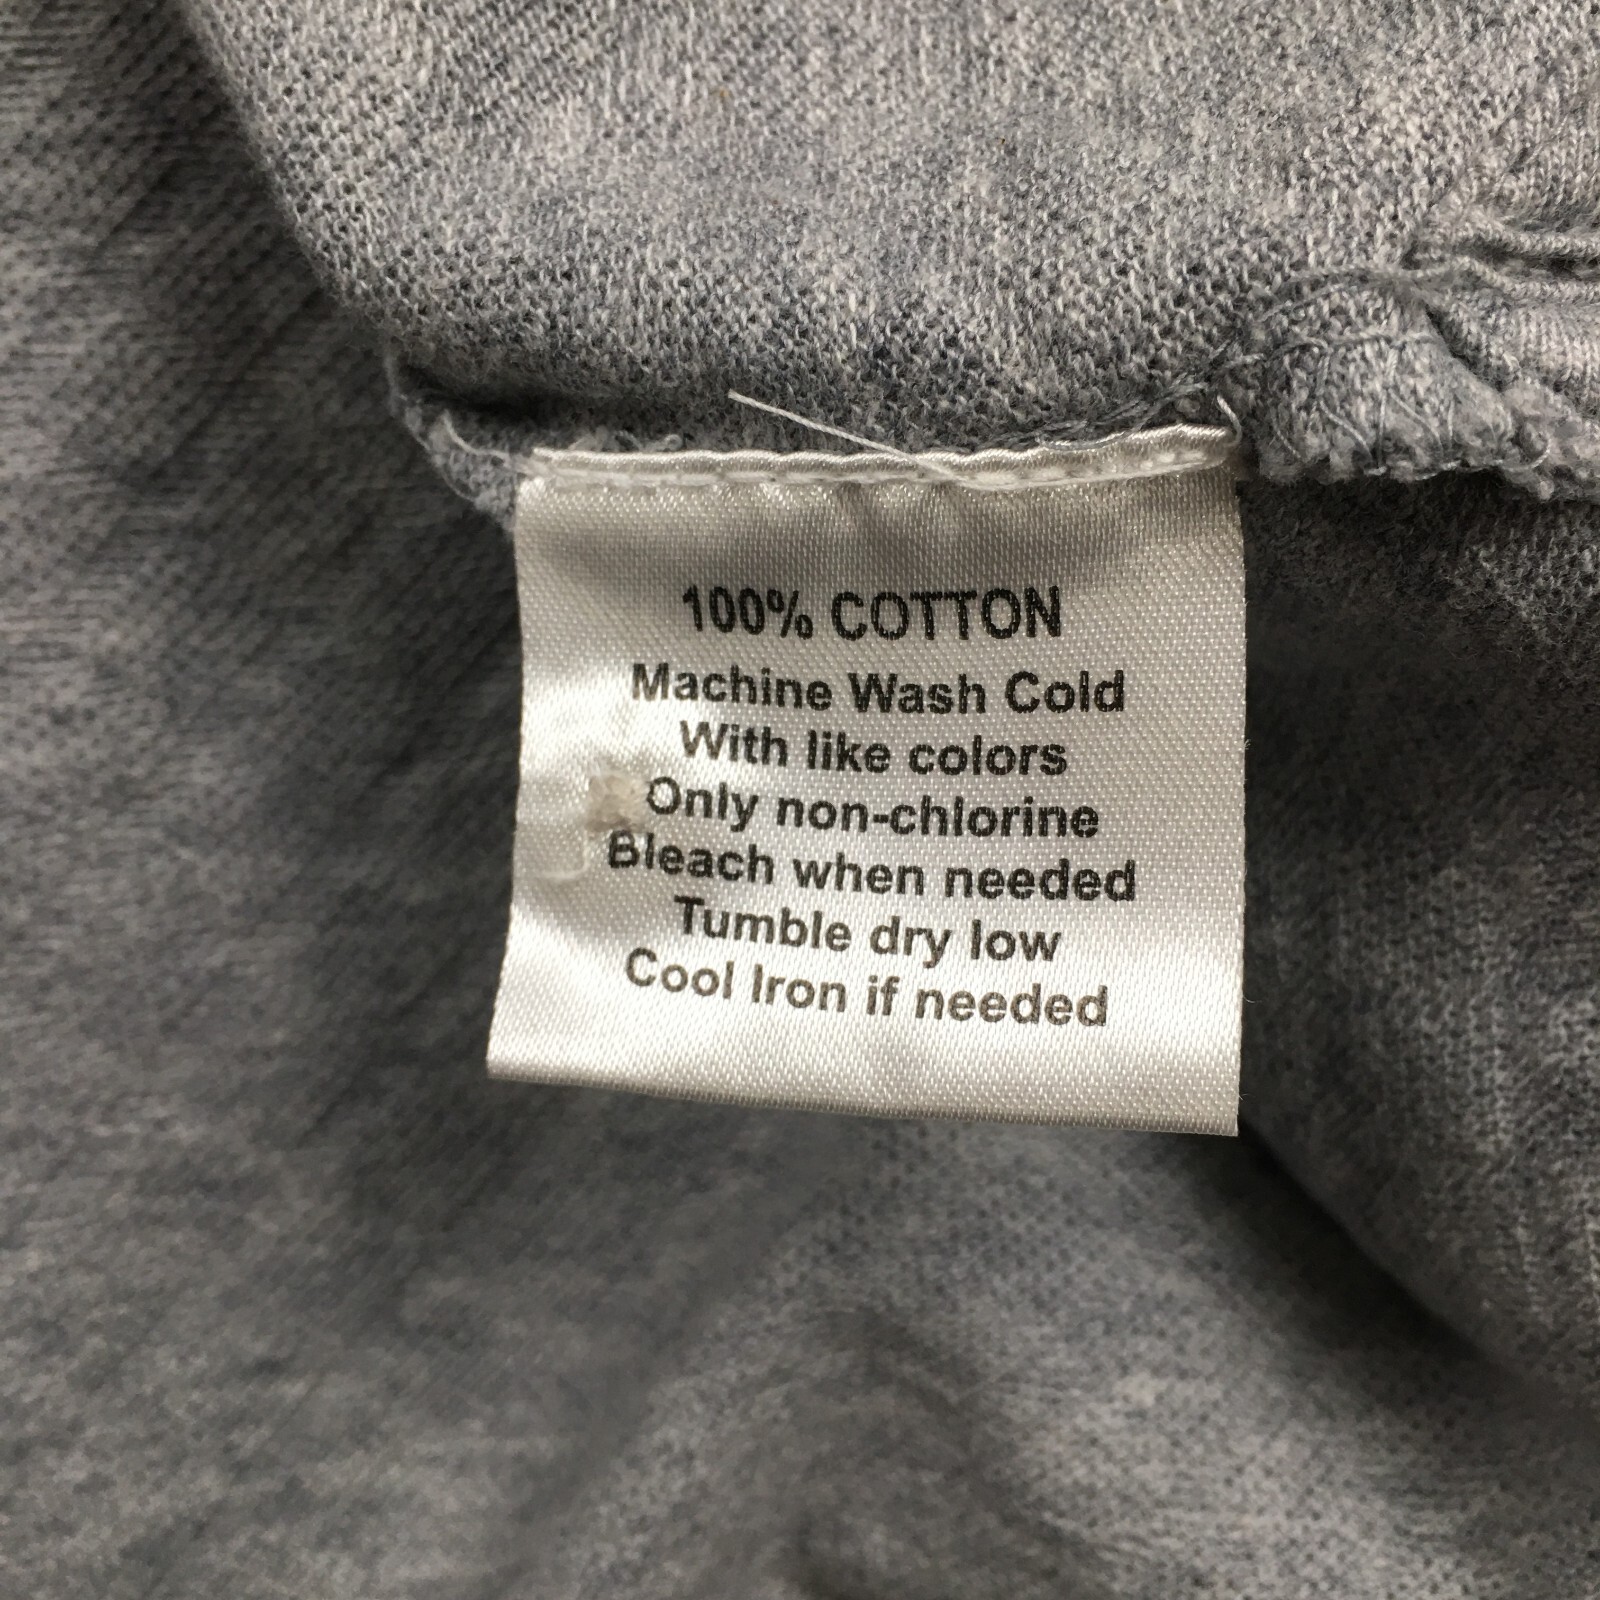 100% COTTON
Machine Wash Cold
With like colors
Only non-chlorine
Bleach when needed
Tumble dry low
Cool Iron if needed